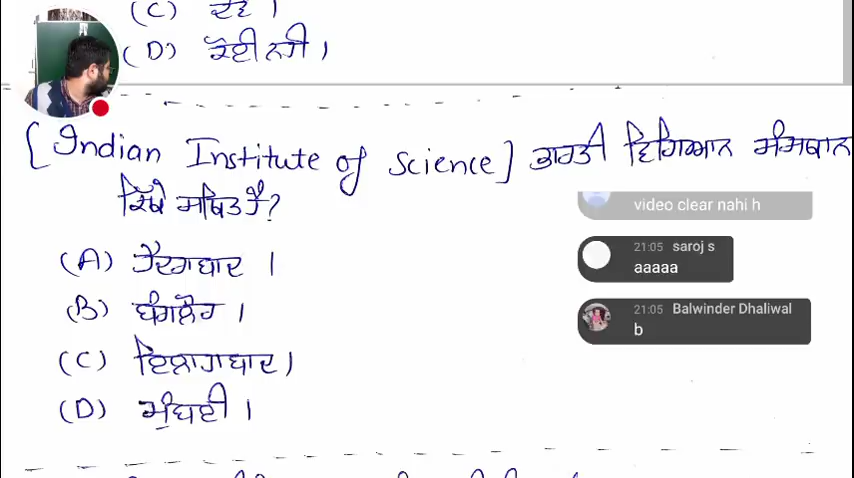 (C) ਦੋਵੇਂ ।
(D) ਕੋਈ ਨਹੀਂ ।
[Indian Institute of Science] ਭਾਰਤੀ ਵਿਗਿਆਨ ਸੰਸਥਾਨ
ਕਿੱਥੇ ਸਥਿਤ ਹੈ?
(A) ਹੈਦਰਾਬਾਦ ।
(B) ਬੰਗਲੌਰ ।
(C) ਇਲਾਹਾਬਾਦ ।
(D) ਮੁੰਬਈ ।
video clear nahi h
21:05 saroj s
aaaaa
21:05 Balwinder Dhaliwal
b